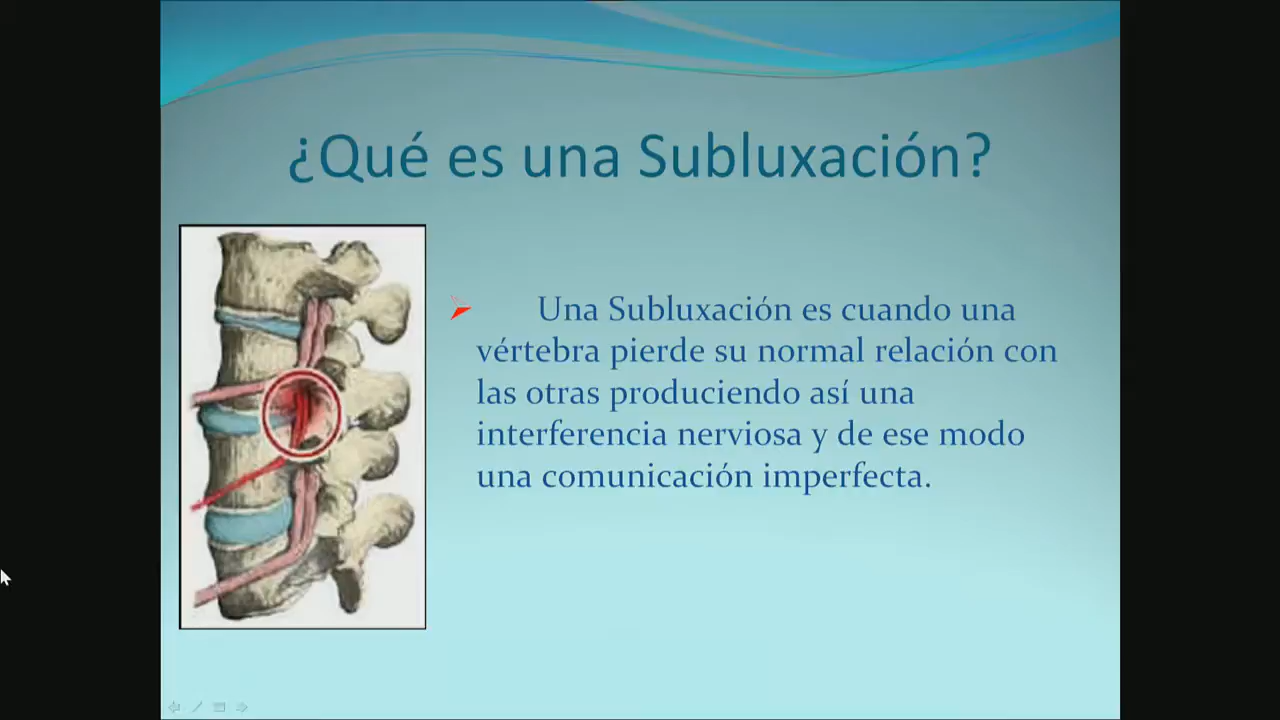 ¿Qué es una Subluxación?
Una Subluxación es cuando una
vértebra pierde su normal relación con
las otras produciendo así una
interferencia nerviosa y de ese modo
una comunicación imperfecta.